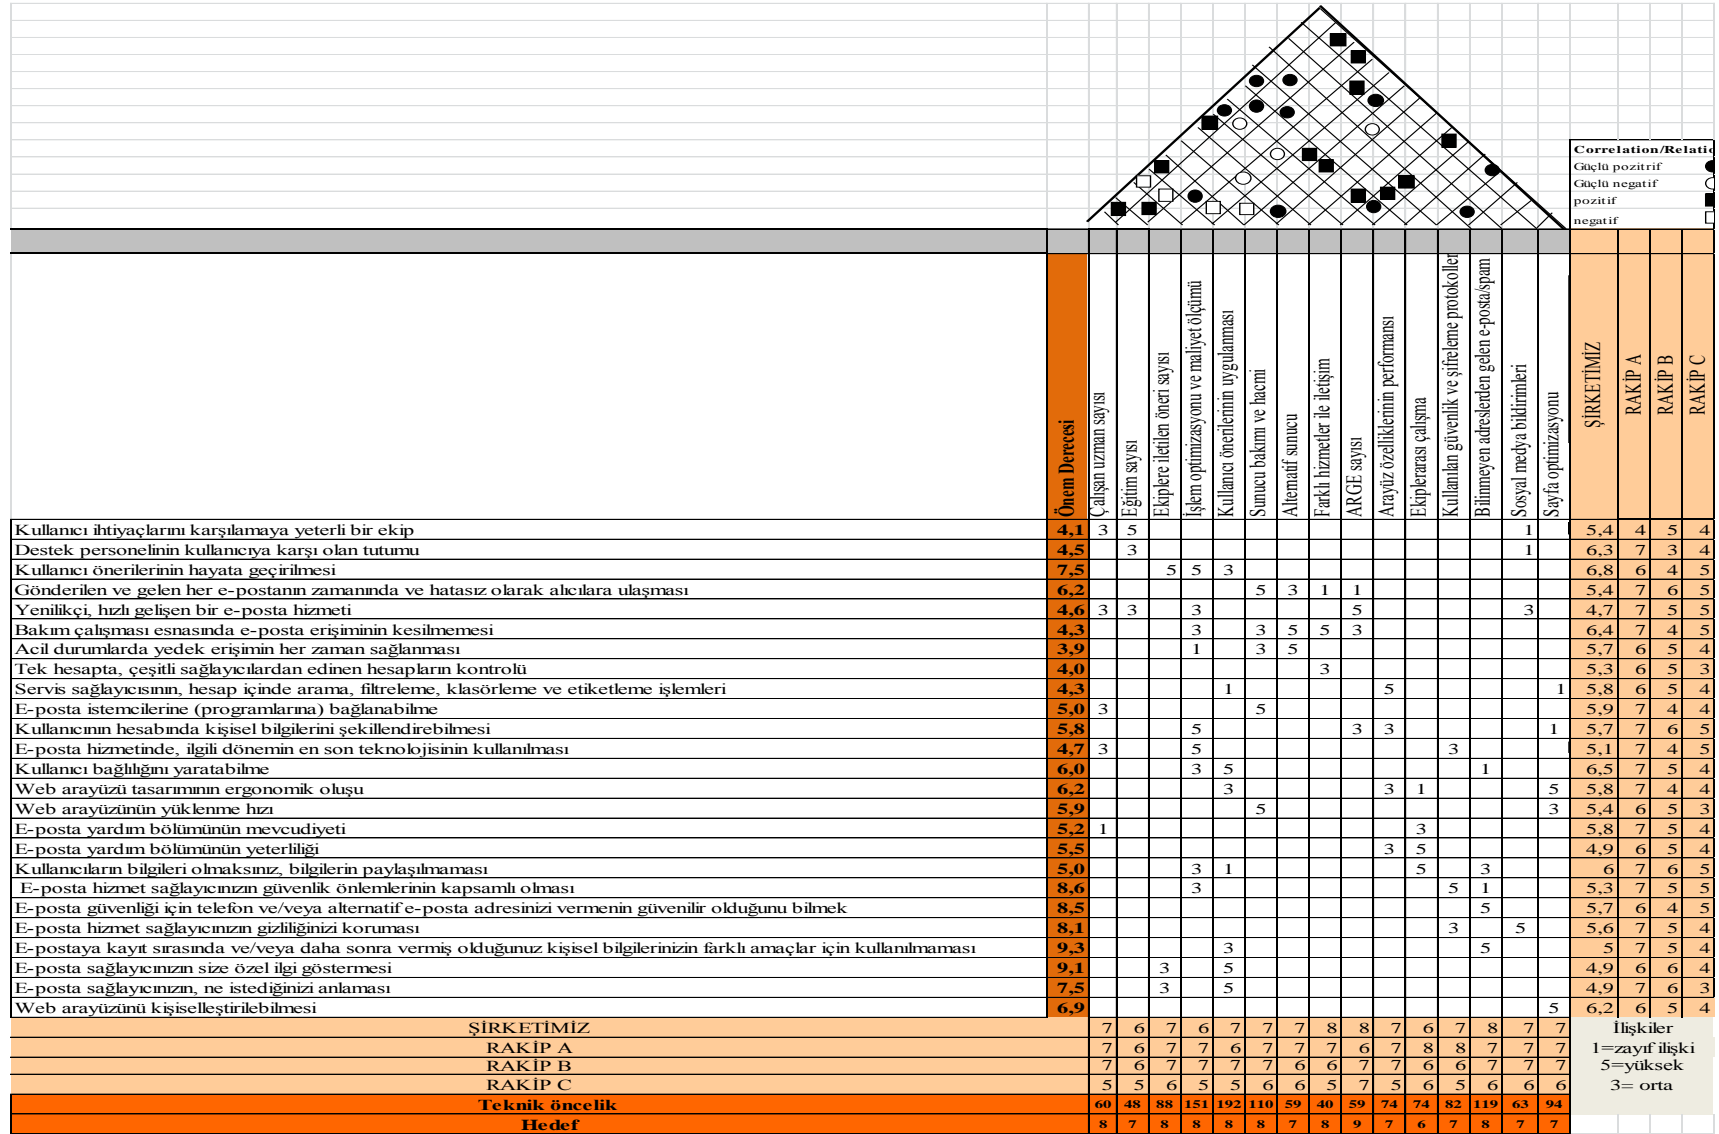 Correlation/Relatio
Güçlü pozitrif
Güçlü negatif
pozitif
negatif
Önem Derecesi
Çalışan uzman sayısı
Eğitim sayısı
Ekiplere iletilen öneri sayısı
İşlem optimizasyonu ve maliyet ölçümü
Kullanıcı önerilerinin uygulanması
Sunucu bakımı ve hacmi
Alternatif sunucu
Farklı hizmetler ile iletişim
ARGE sayısı
Arayüz özelliklerinin performansı
Ekiplerarası çalışma
Kullanılan güvenlik ve şifreleme protokoller
Bilinmeyen adreslerden gelen e-posta/spam
Sosyal medya bildirimleri
Sayfa optimizasyonu
ŞİRKETİMİZ
RAKİP A
RAKİP B
RAKİP C
Kullanıcı ihtiyaçlarını karşılamaya yeterli bir ekip 4,1 3 5 1 5,4 4 5 4
Destek personelinin kullanıcıya karşı olan tutumu 4,5 3 1 6,3 7 3 4
Kullanıcı önerilerinin hayata geçirilmesi 7,5 5 5 3 6,8 6 4 5
Gönderilen ve gelen her e-postanın zamanında ve hatasız olarak alıcılara ulaşması 6,2 5 3 1 1 5,4 7 6 5
Yenilikçi, hızlı gelişen bir e-posta hizmeti 4,6 3 3 3 5 3 4,7 7 5 5
Bakım çalışması esnasında e-posta erişiminin kesilmemesi 4,3 3 3 5 5 3 6,4 7 4 5
Acil durumlarda yedek erişimin her zaman sağlanması 3,9 1 3 5 5,7 6 5 4
Tek hesapta, çeşitli sağlayıcılardan edinen hesapların kontrolü 4,0 3 5,3 6 5 3
Servis sağlayıcısının, hesap içinde arama, filtreleme, klasörleme ve etiketleme işlemleri 4,3 1 5 1 5,8 6 5 4
E-posta istemcilerine (programlarına) bağlanabilme 5,0 3 5 5,9 7 4 4
Kullanıcının hesabında kişisel bilgilerini şekillendirebilmesi 5,8 5 3 3 1 5,7 7 6 5
E-posta hizmetinde, ilgili dönemin en son teknolojisinin kullanılması 4,7 3 5 3 5,1 7 4 5
Kullanıcı bağlılığını yaratabilme 6,0 3 5 1 6,5 7 5 4
Web arayüzü tasarımının ergonomik oluşu 6,2 3 3 1 5 5,8 7 4 4
Web arayüzünün yüklenme hızı 5,9 5 3 5,4 6 5 3
E-posta yardım bölümünün mevcudiyeti 5,2 1 3 5,8 7 5 4
E-posta yardım bölümünün yeterliliği 5,5 3 5 4,9 6 5 4
Kullanıcıların bilgileri olmaksınız, bilgilerin paylaşılmaması 5,0 3 1 5 3 6 7 6 5
E-posta hizmet sağlayıcınızın güvenlik önlemlerinin kapsamlı olması 8,6 3 5 1 5,3 7 5 5
E-posta güvenliği için telefon ve/veya alternatif e-posta adresinizi vermenin güvenilir olduğunu bilmek 8,5 5 5,7 6 4 5
E-posta hizmet sağlayıcınızın gizliliğinizi koruması 8,1 3 5 5,6 7 5 4
E-postaya kayıt sırasında ve/veya daha sonra vermiş olduğunuz kişisel bilgilerinizin farklı amaçlar için kullanılmaması 9,3 3 5 5 7 5 4
E-posta sağlayıcınızın size özel ilgi göstermesi 9,1 3 5 4,9 6 6 4
E-posta sağlayıcınızın, ne istediğinizi anlaması 7,5 3 5 4,9 7 6 3
Web arayüzünü kişiselleştirilebilmesi 6,9 5 6,2 6 5 4
ŞİRKETİMİZ 7 6 7 6 7 7 7 8 8 7 6 7 8 7 7 İlişkiler
RAKİP A 7 6 7 7 6 7 7 7 6 7 8 8 7 7 7 1=zayıf ilişki
RAKİP B 7 6 7 7 7 7 6 6 7 7 6 6 7 7 7 5=yüksek
RAKİP C 5 5 6 5 5 6 6 5 7 5 6 5 6 6 6 3= orta
Teknik öncelik 60 48 88 151 192 110 59 40 59 74 74 82 119 63 94
Hedef 8 7 8 8 8 8 7 8 9 7 6 7 8 7 7